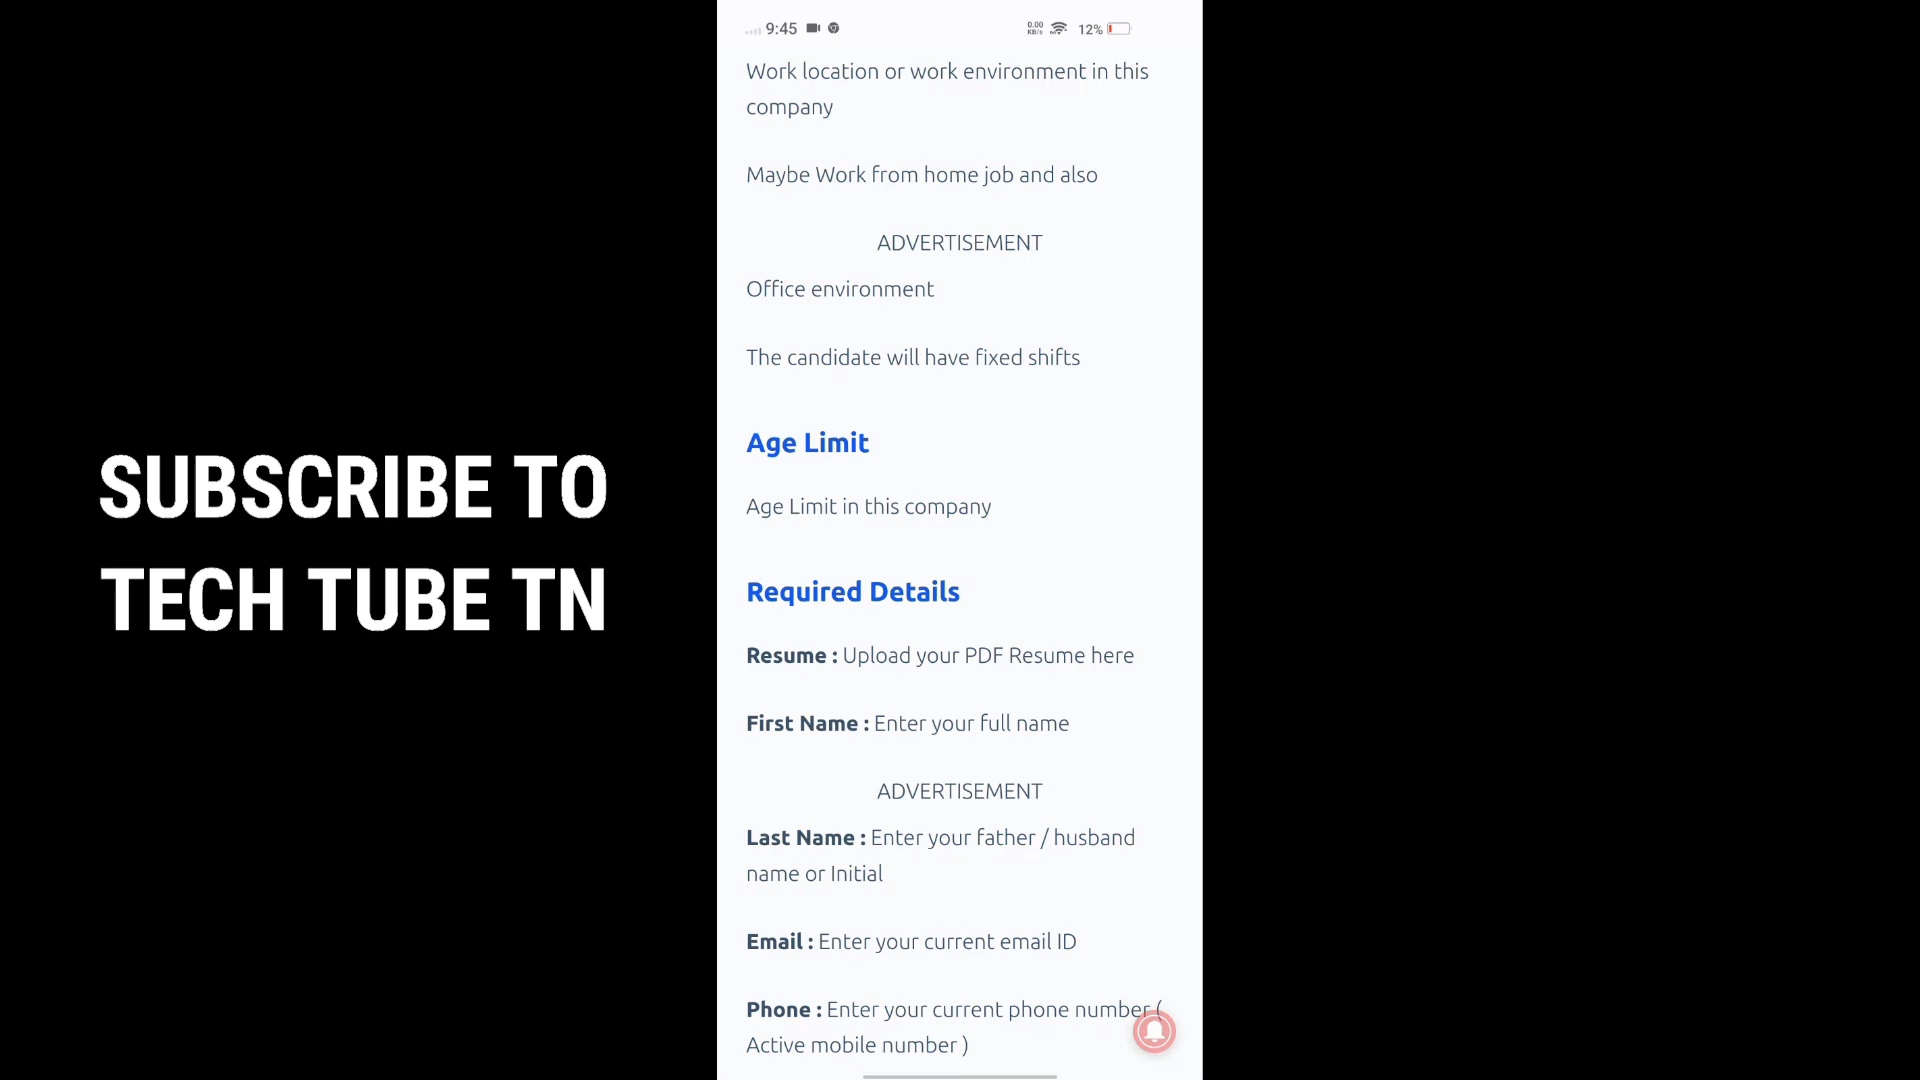 9:45
0.00
KB/s
12%
Work location or work environment in this
company
Maybe Work from home job and also
ADVERTISEMENT
Office environment
The candidate will have fixed shifts
Age Limit
Age Limit in this company
Required Details
Resume : Upload your PDF Resume here
First Name : Enter your full name
ADVERTISEMENT
Last Name : Enter your father / husband
name or Initial
Email : Enter your current email ID
Phone : Enter your current phone number (
Active mobile number )
SUBSCRIBE TO
TECH TUBE TN